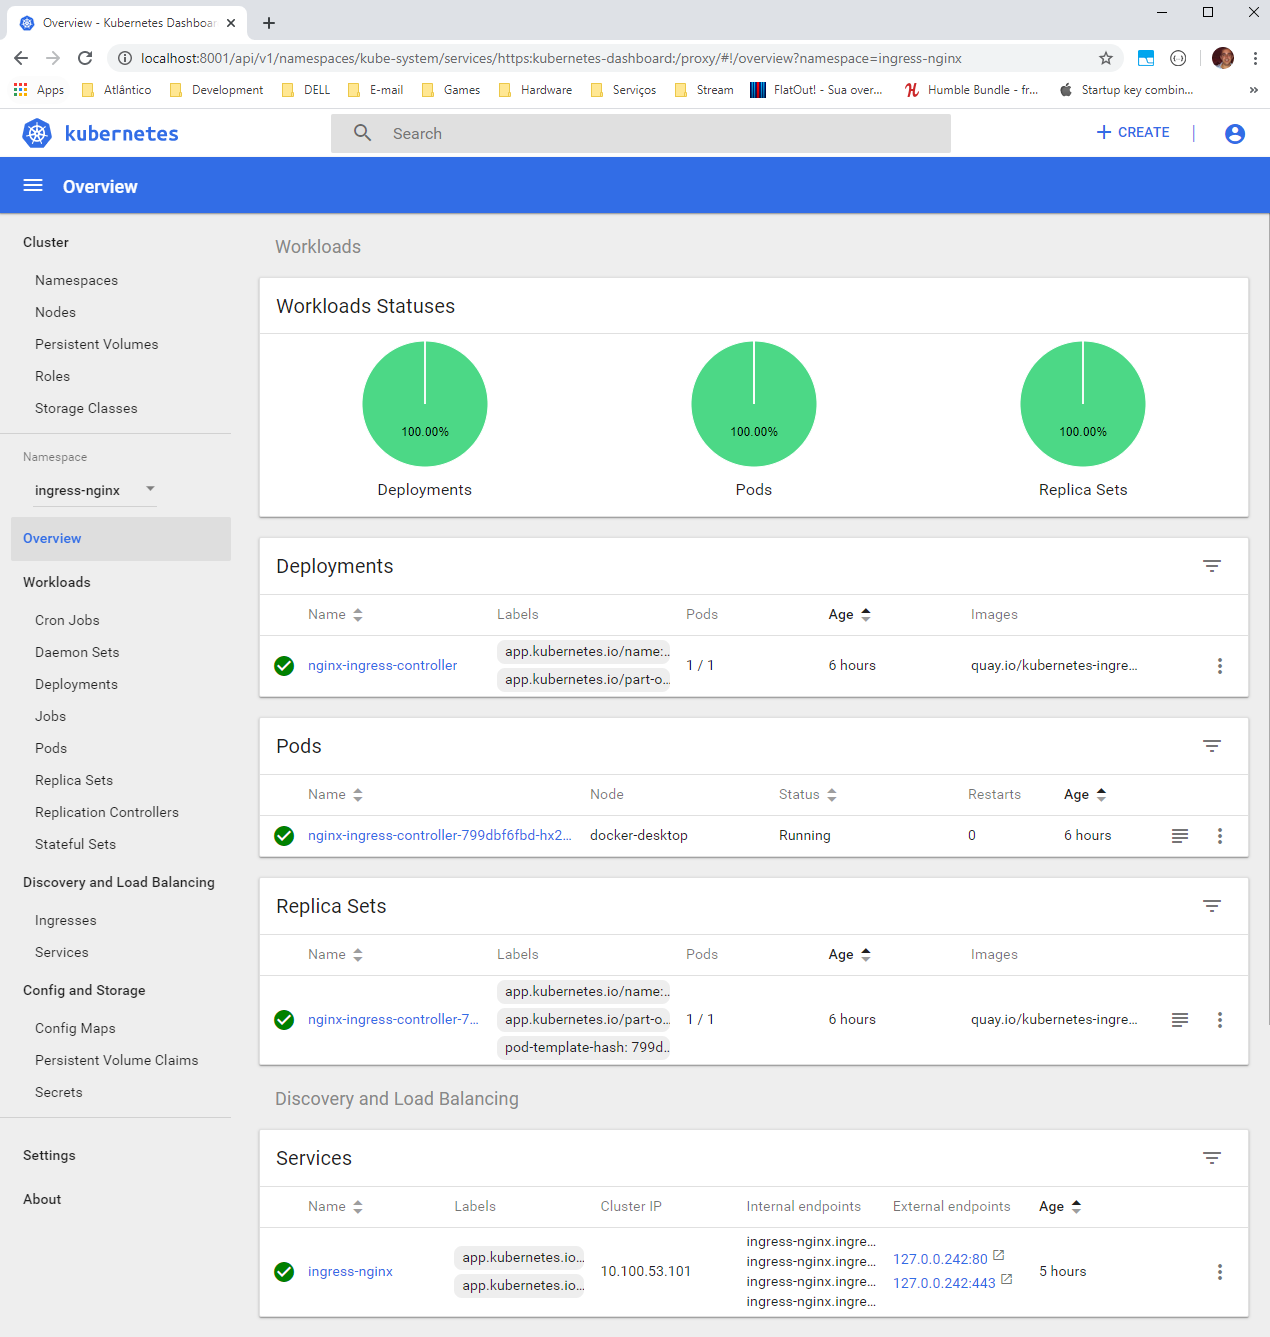 Overview - Kubernetes Dashboar
localhost:8001/api/v1/namespaces/kube-system/services/https:kubernetes-dashboard:/proxy/#!/overview?namespace=ingress-nginx
Apps Atlântico Development DELL E-mail Games Hardware Serviços Stream FlatOut! - Sua over... Humble Bundle - fr... Startup key combin... »
kubernetes Search + CREATE |
Overview
Cluster
Namespaces
Nodes
Persistent Volumes
Roles
Storage Classes
Namespace
ingress-nginx
Overview
Workloads
Cron Jobs
Daemon Sets
Deployments
Jobs
Pods
Replica Sets
Replication Controllers
Stateful Sets
Discovery and Load Balancing
Ingresses
Services
Config and Storage
Config Maps
Persistent Volume Claims
Secrets
Settings
About
Workloads
Workloads Statuses
100.00% 100.00% 100.00%
Deployments Pods Replica Sets
Deployments
Name Labels Pods Age Images
app.kubernetes.io/name:..
nginx-ingress-controller 1 / 1 6 hours quay.io/kubernetes-ingre...
app.kubernetes.io/part-o..
Pods
Name Node Status Restarts Age
nginx-ingress-controller-799dbf6fbd-hx2... docker-desktop Running 0 6 hours
Replica Sets
Name Labels Pods Age Images
app.kubernetes.io/name:..
nginx-ingress-controller-7... app.kubernetes.io/part-o.. 1 / 1 6 hours quay.io/kubernetes-ingre...
pod-template-hash: 799d..
Discovery and Load Balancing
Services
Name Labels Cluster IP Internal endpoints External endpoints Age
ingress-nginx.ingre...
app.kubernetes.io... ingress-nginx.ingre... 127.0.0.242:80
ingress-nginx 10.100.53.101 5 hours
app.kubernetes.io... ingress-nginx.ingre... 127.0.0.242:443
ingress-nginx.ingre...